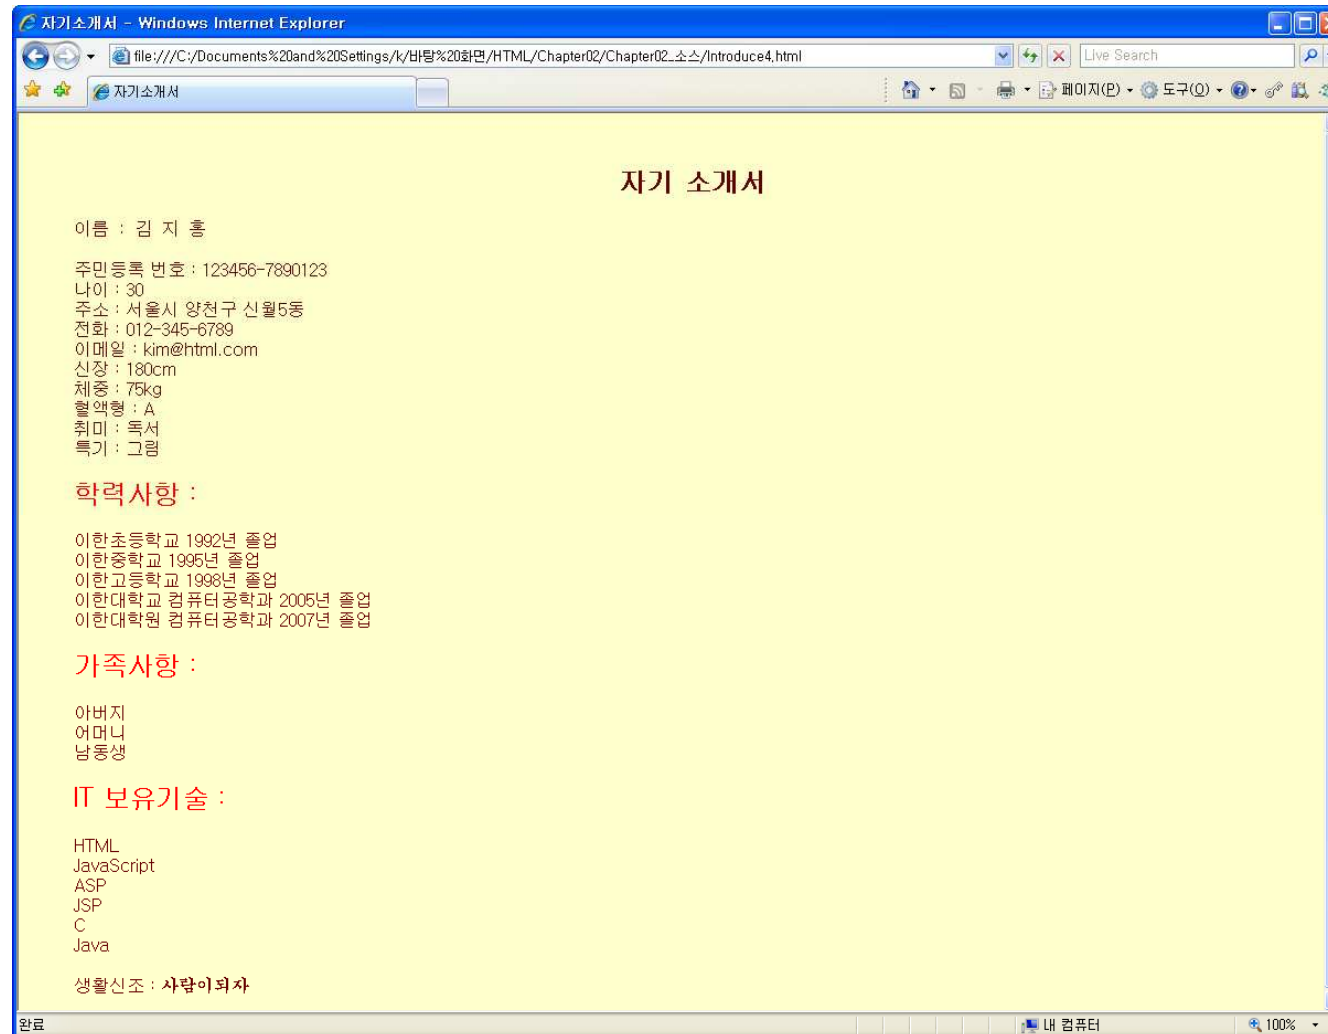 자기소개서 - Windows Internet Explorer
file:///C:/Documents%20and%20Settings/k/바탕%20화면/HTML/Chapter02/Chapter02_소스/Introduce4.html
Live Search
자기소개서
페이지(P)
도구(O)
자기 소개서
이름 : 김 지 홍
주민등록 번호 : 123456-7890123
나이 : 30
주소 : 서울시 양천구 신월5동
전화 : 012-345-6789
이메일 : kim@html.com
신장 : 180cm
체중 : 75kg
혈액형 : A
취미 : 독서
특기 : 그림
학력사항 :
이한초등학교 1992년 졸업
이한중학교 1995년 졸업
이한고등학교 1998년 졸업
이한대학교 컴퓨터공학과 2005년 졸업
이한대학원 컴퓨터공학과 2007년 졸업
가족사항 :
아버지
어머니
남동생
IT 보유기술 :
HTML
JavaScript
ASP
JSP
C
Java
생활신조 : 사람이되자
완료
내 컴퓨터
100%